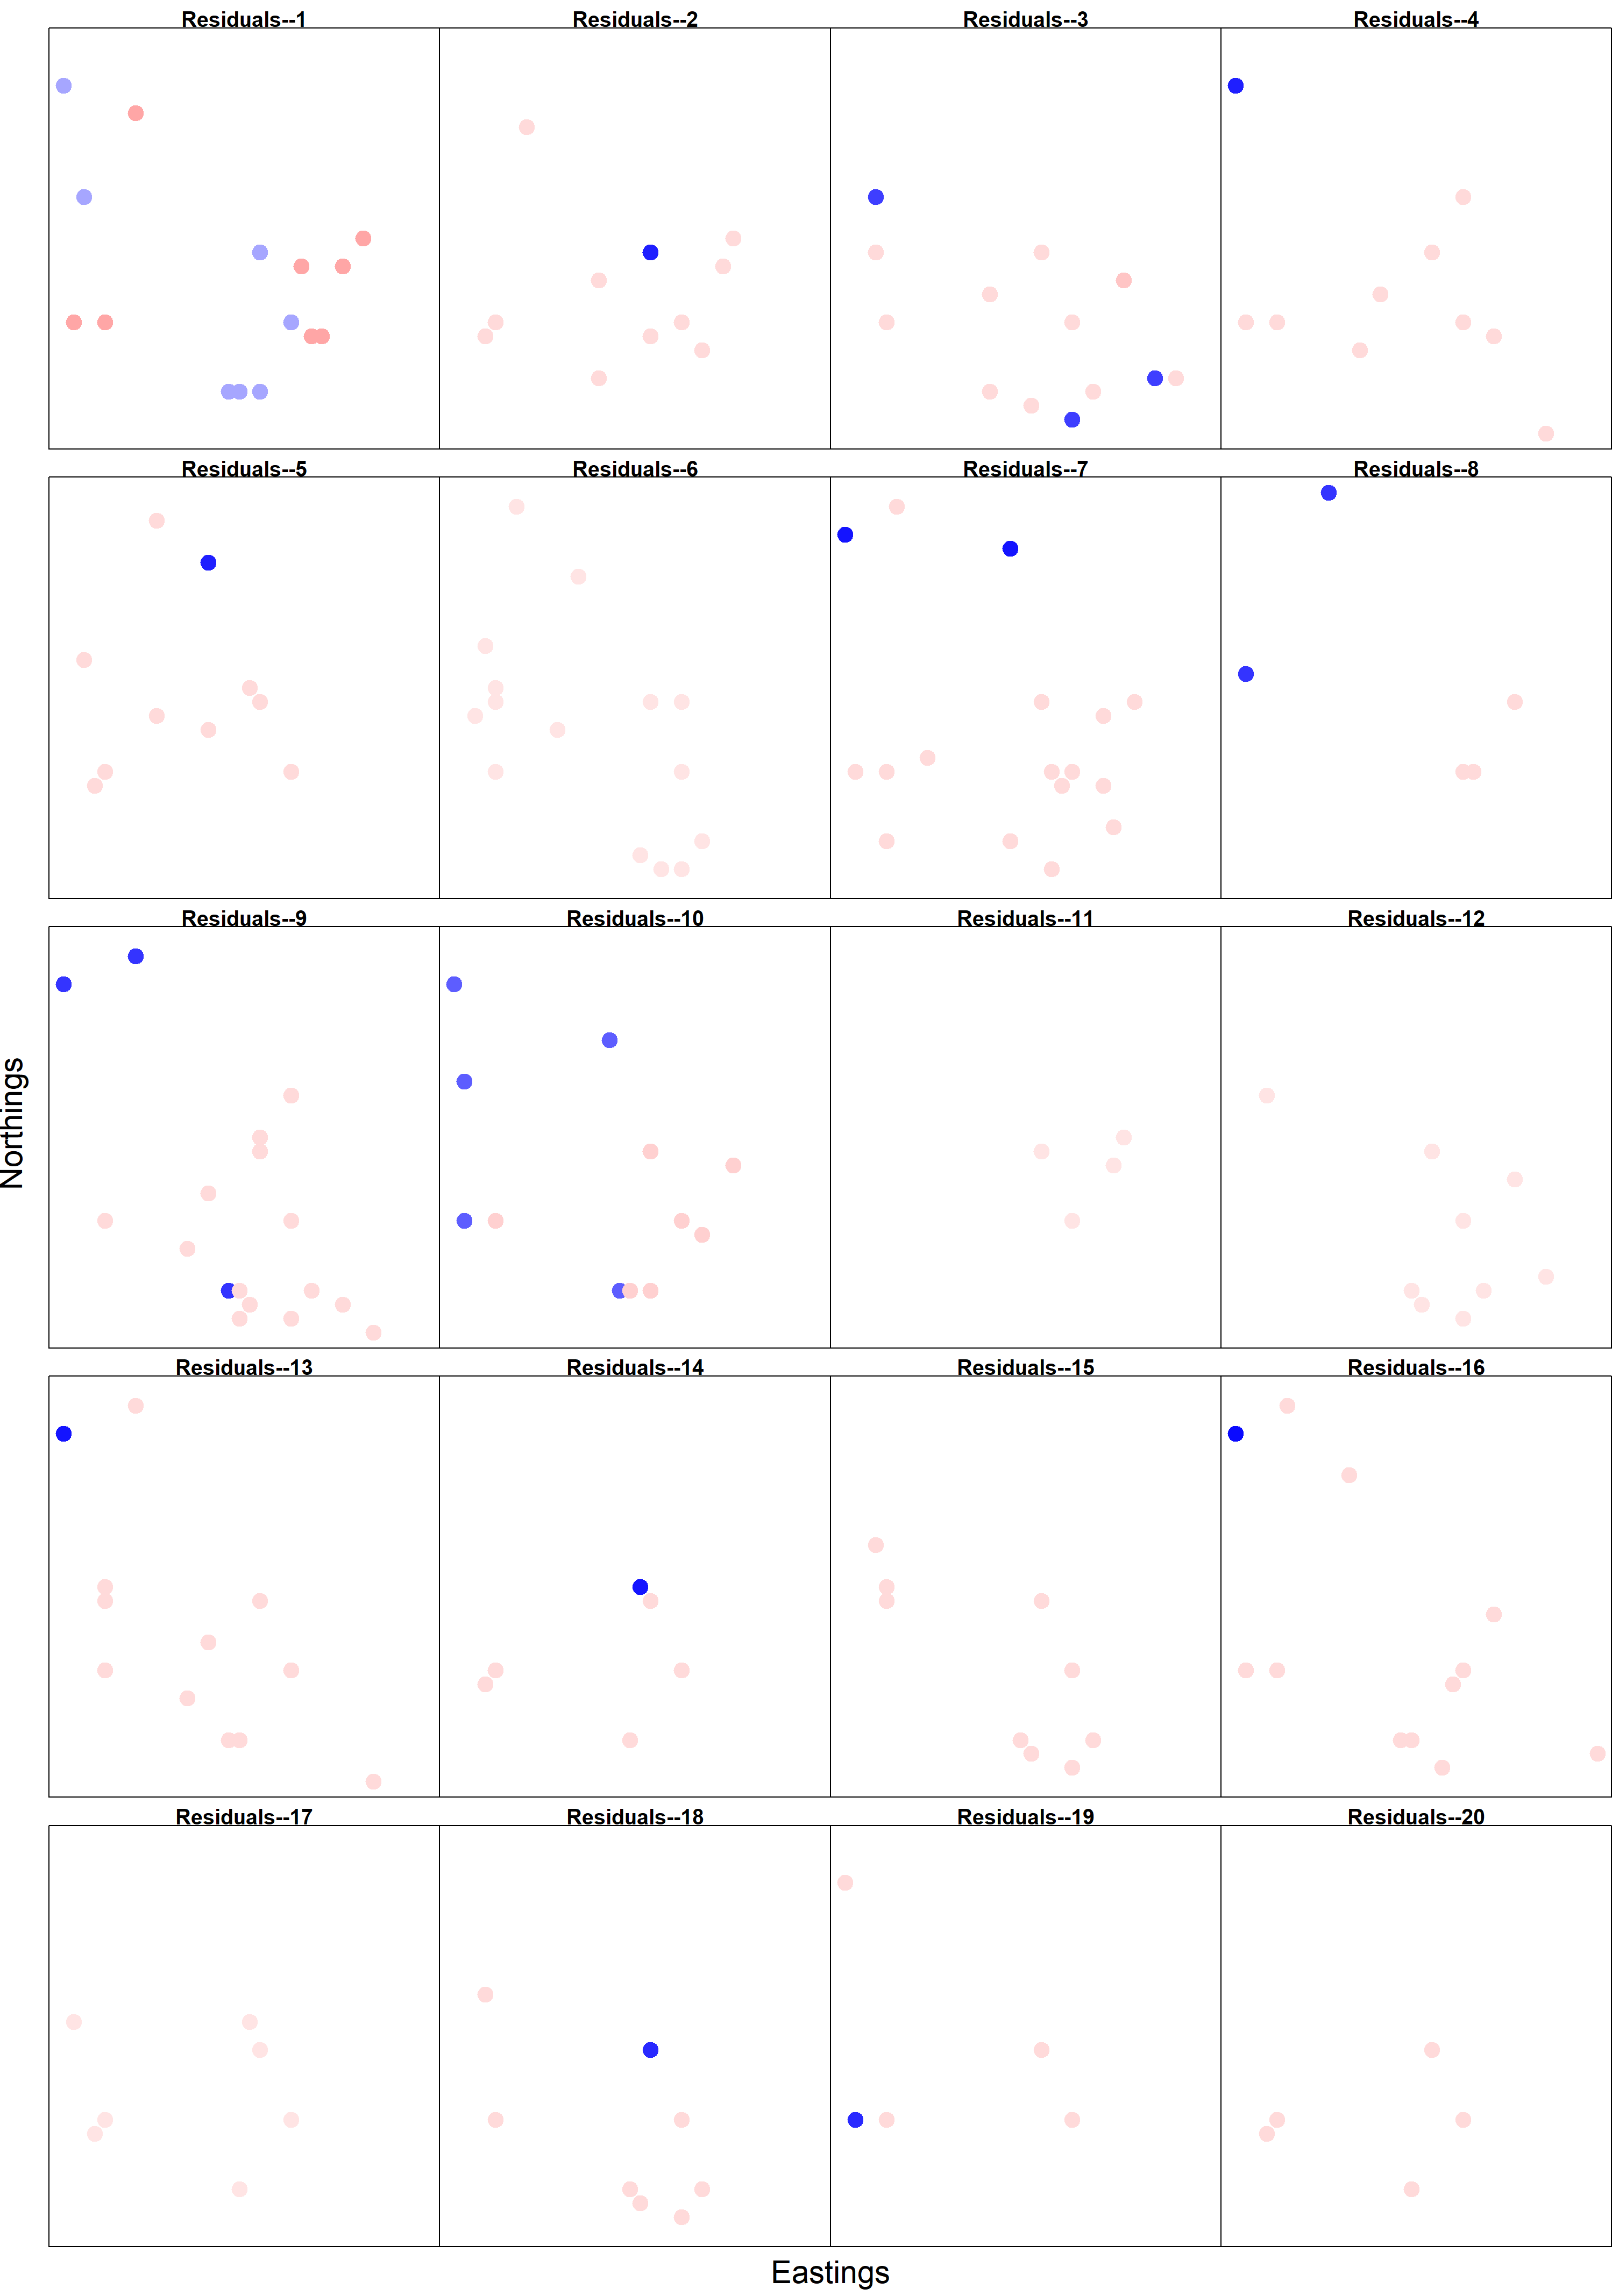 Residuals--1
Residuals--2
Residuals--3
Residuals--4
Residuals--5
Residuals--6
Residuals--7
Residuals--8
Residuals--9
Residuals--10
Residuals--11
Residuals--12
Residuals--13
Residuals--14
Residuals--15
Residuals--16
Residuals--17
Residuals--18
Residuals--19
Residuals--20
Northings
Eastings